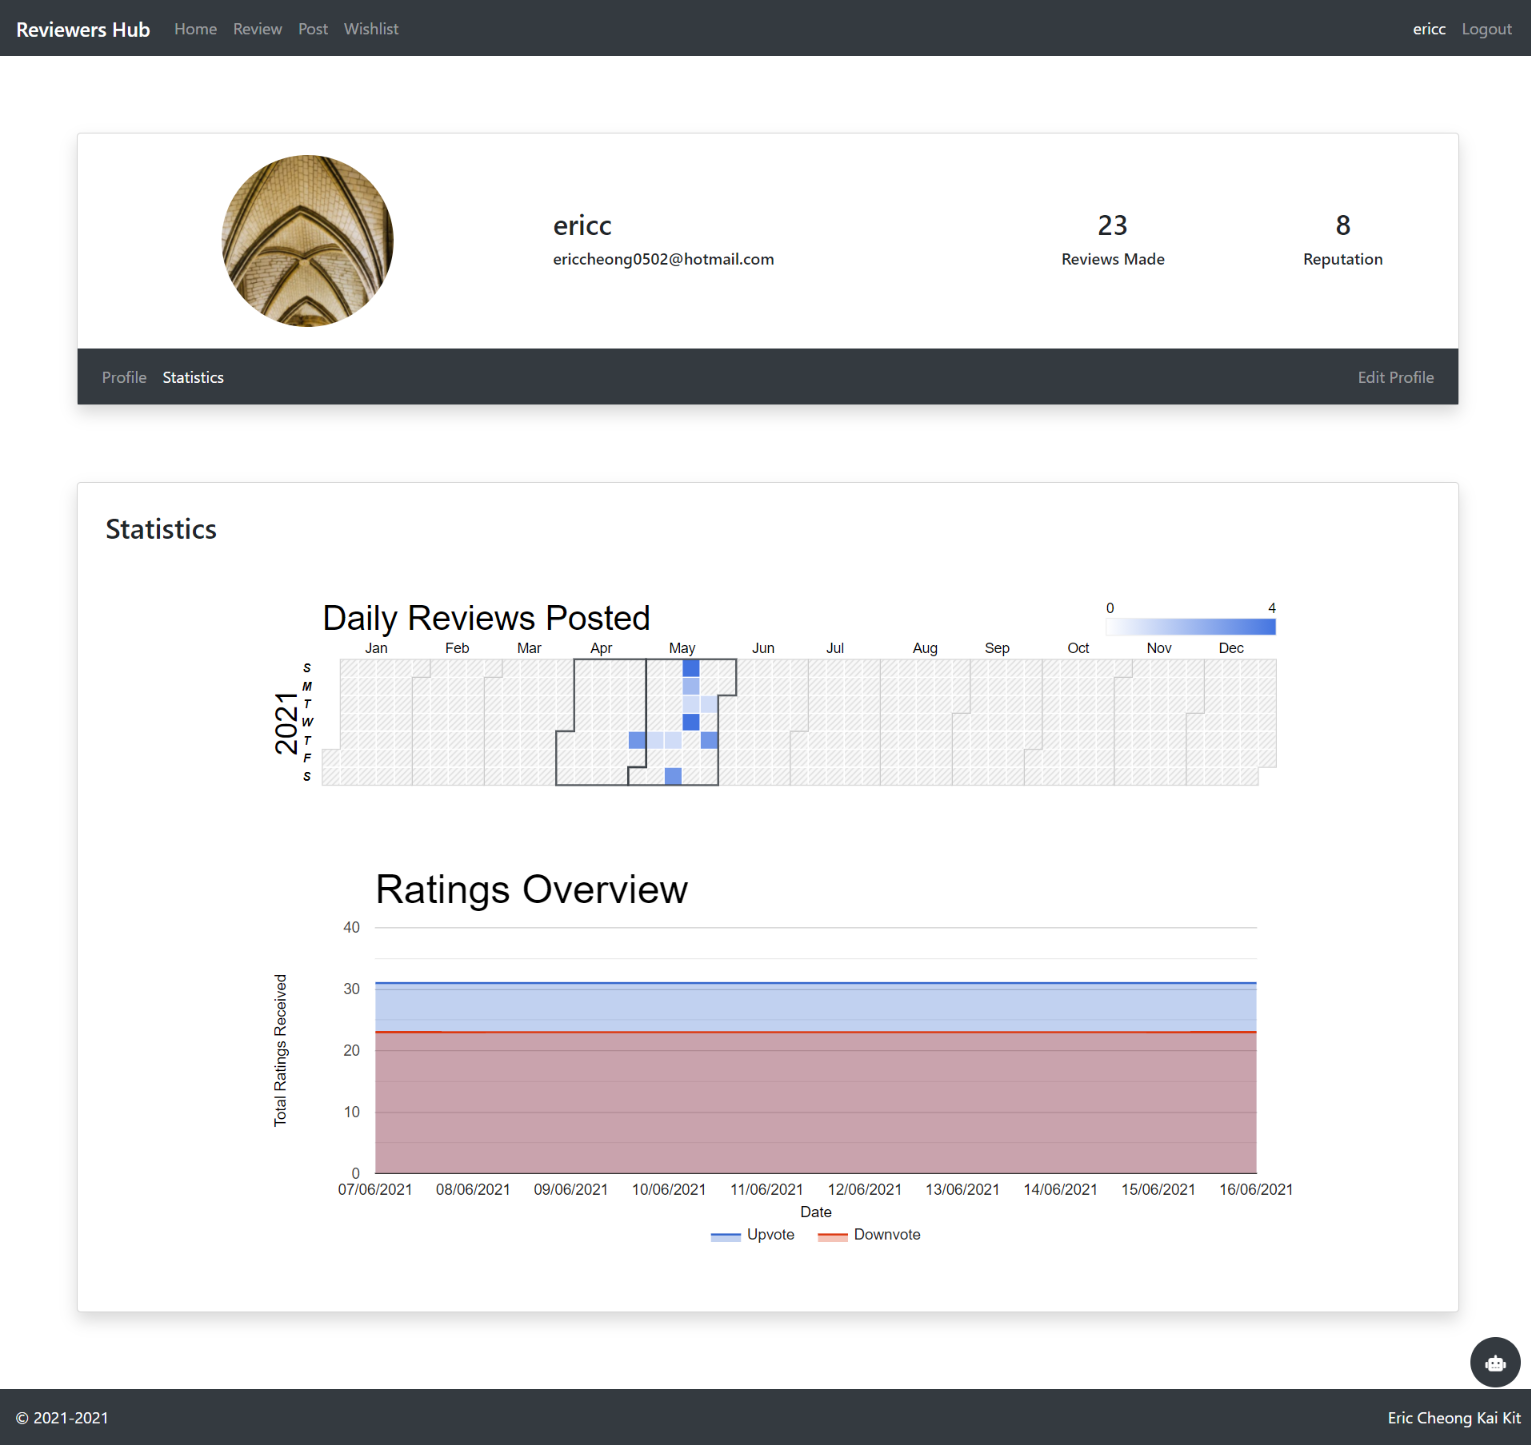 Reviewers Hub Home Review Post Wishlist ericc Logout
ericc
ericcheong0502@hotmail.com
23
Reviews Made
8
Reputation
Profile Statistics Edit Profile
Statistics
Daily Reviews Posted
0 4
Jan Feb Mar Apr May Jun Jul Aug Sep Oct Nov Dec
2021
S
M
T
W
T
F
S
Ratings Overview
Total Ratings Received
40
30
20
10
0
07/06/2021 08/06/2021 09/06/2021 10/06/2021 11/06/2021 12/06/2021 13/06/2021 14/06/2021 15/06/2021 16/06/2021
Date
Upvote Downvote
© 2021-2021 Eric Cheong Kai Kit